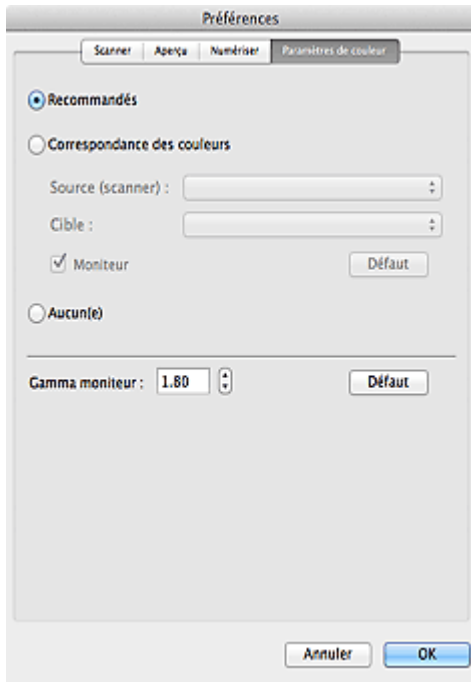 Préférences
Scanner Aperçu Numériser Paramètres de couleur
Recommandés
Correspondance des couleurs
Source (scanner) :
Cible :
Moniteur Défaut
Aucun(e)
Gamma moniteur : 1.80 Défaut
Annuler OK